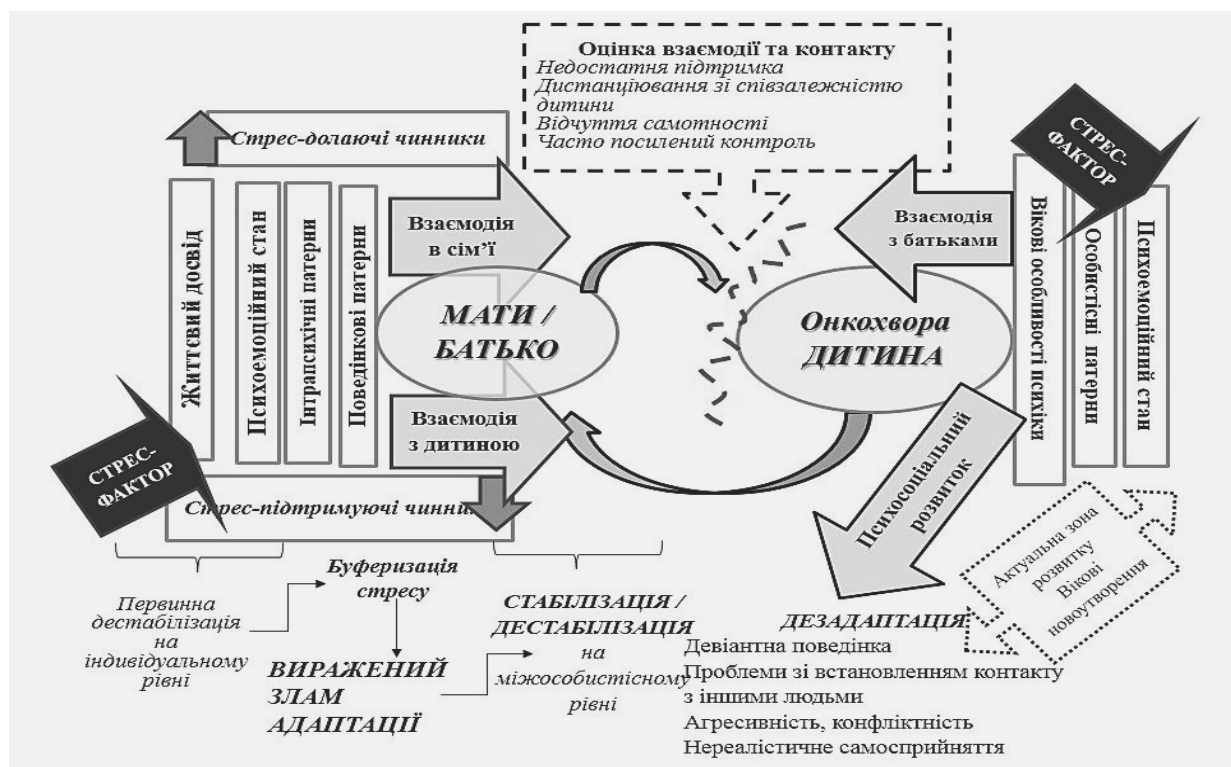 Оцінка взаємодії та контакту
Недостатня підтримка
Дистанціювання зі співзалежністю
дитини
Відчуття самотності
Часто посилений контроль
Стрес-долаючі чинники
СТРЕС-
ФАКТОР
Життєвий досвід
Психоемоційний стан
Інтрапсихічні патерни
Поведінкові патерни
Взаємодія
в сім’ї
МАТИ /
БАТЬКО
Взаємодія
з дитиною
Взаємодія
з батьками
Онкохвора
ДИТИНА
Вікові особливості психіки
Особистісні патерни
Психоемоційний стан
СТРЕС-
ФАКТОР
Стрес-підтримуючі чинник
Психосоціальний
розвиток
Актуальна зона
розвитку
Вікові
новоутворення
Первинна
дестабілізація
на
індивідуальному
рівні
Буферизація
стресу
ВИРАЖЕНИЙ
ЗЛАМ
АДАПТАЦІЇ
СТАБІЛІЗАЦІЯ /
ДЕСТАБІЛІЗАЦІЯ
на
міжособистісному
рівні
ДЕЗАДАПТАЦІЯ
Девіантна поведінка
Проблеми зі встановленням контакту
з іншими людьми
Агресивність, конфліктність
Нереалістичне самосприйняття